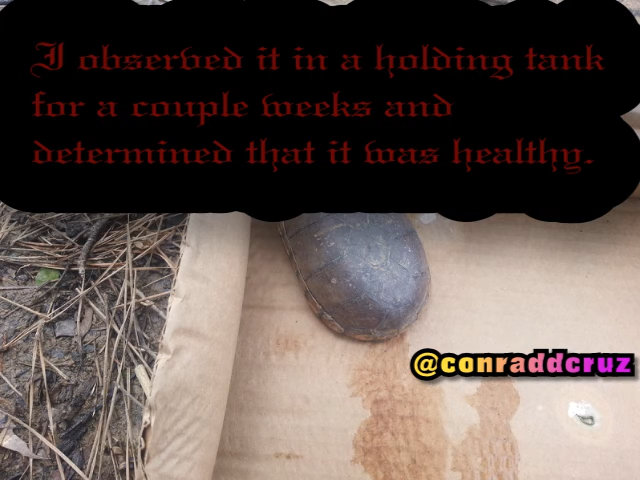 I observed it in a holding tank
for a couple weeks and
determined that it was healthy.
@conraddcruz